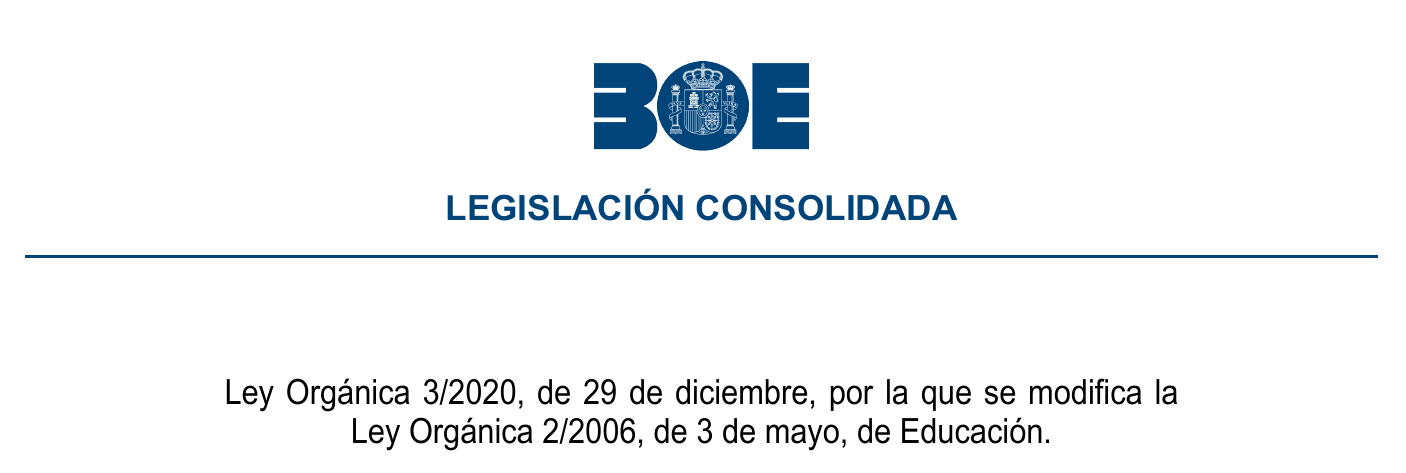 BOE
LEGISLACIÓN CONSOLIDADA
Ley Orgánica 3/2020, de 29 de diciembre, por la que se modifica la
Ley Orgánica 2/2006, de 3 de mayo, de Educación.